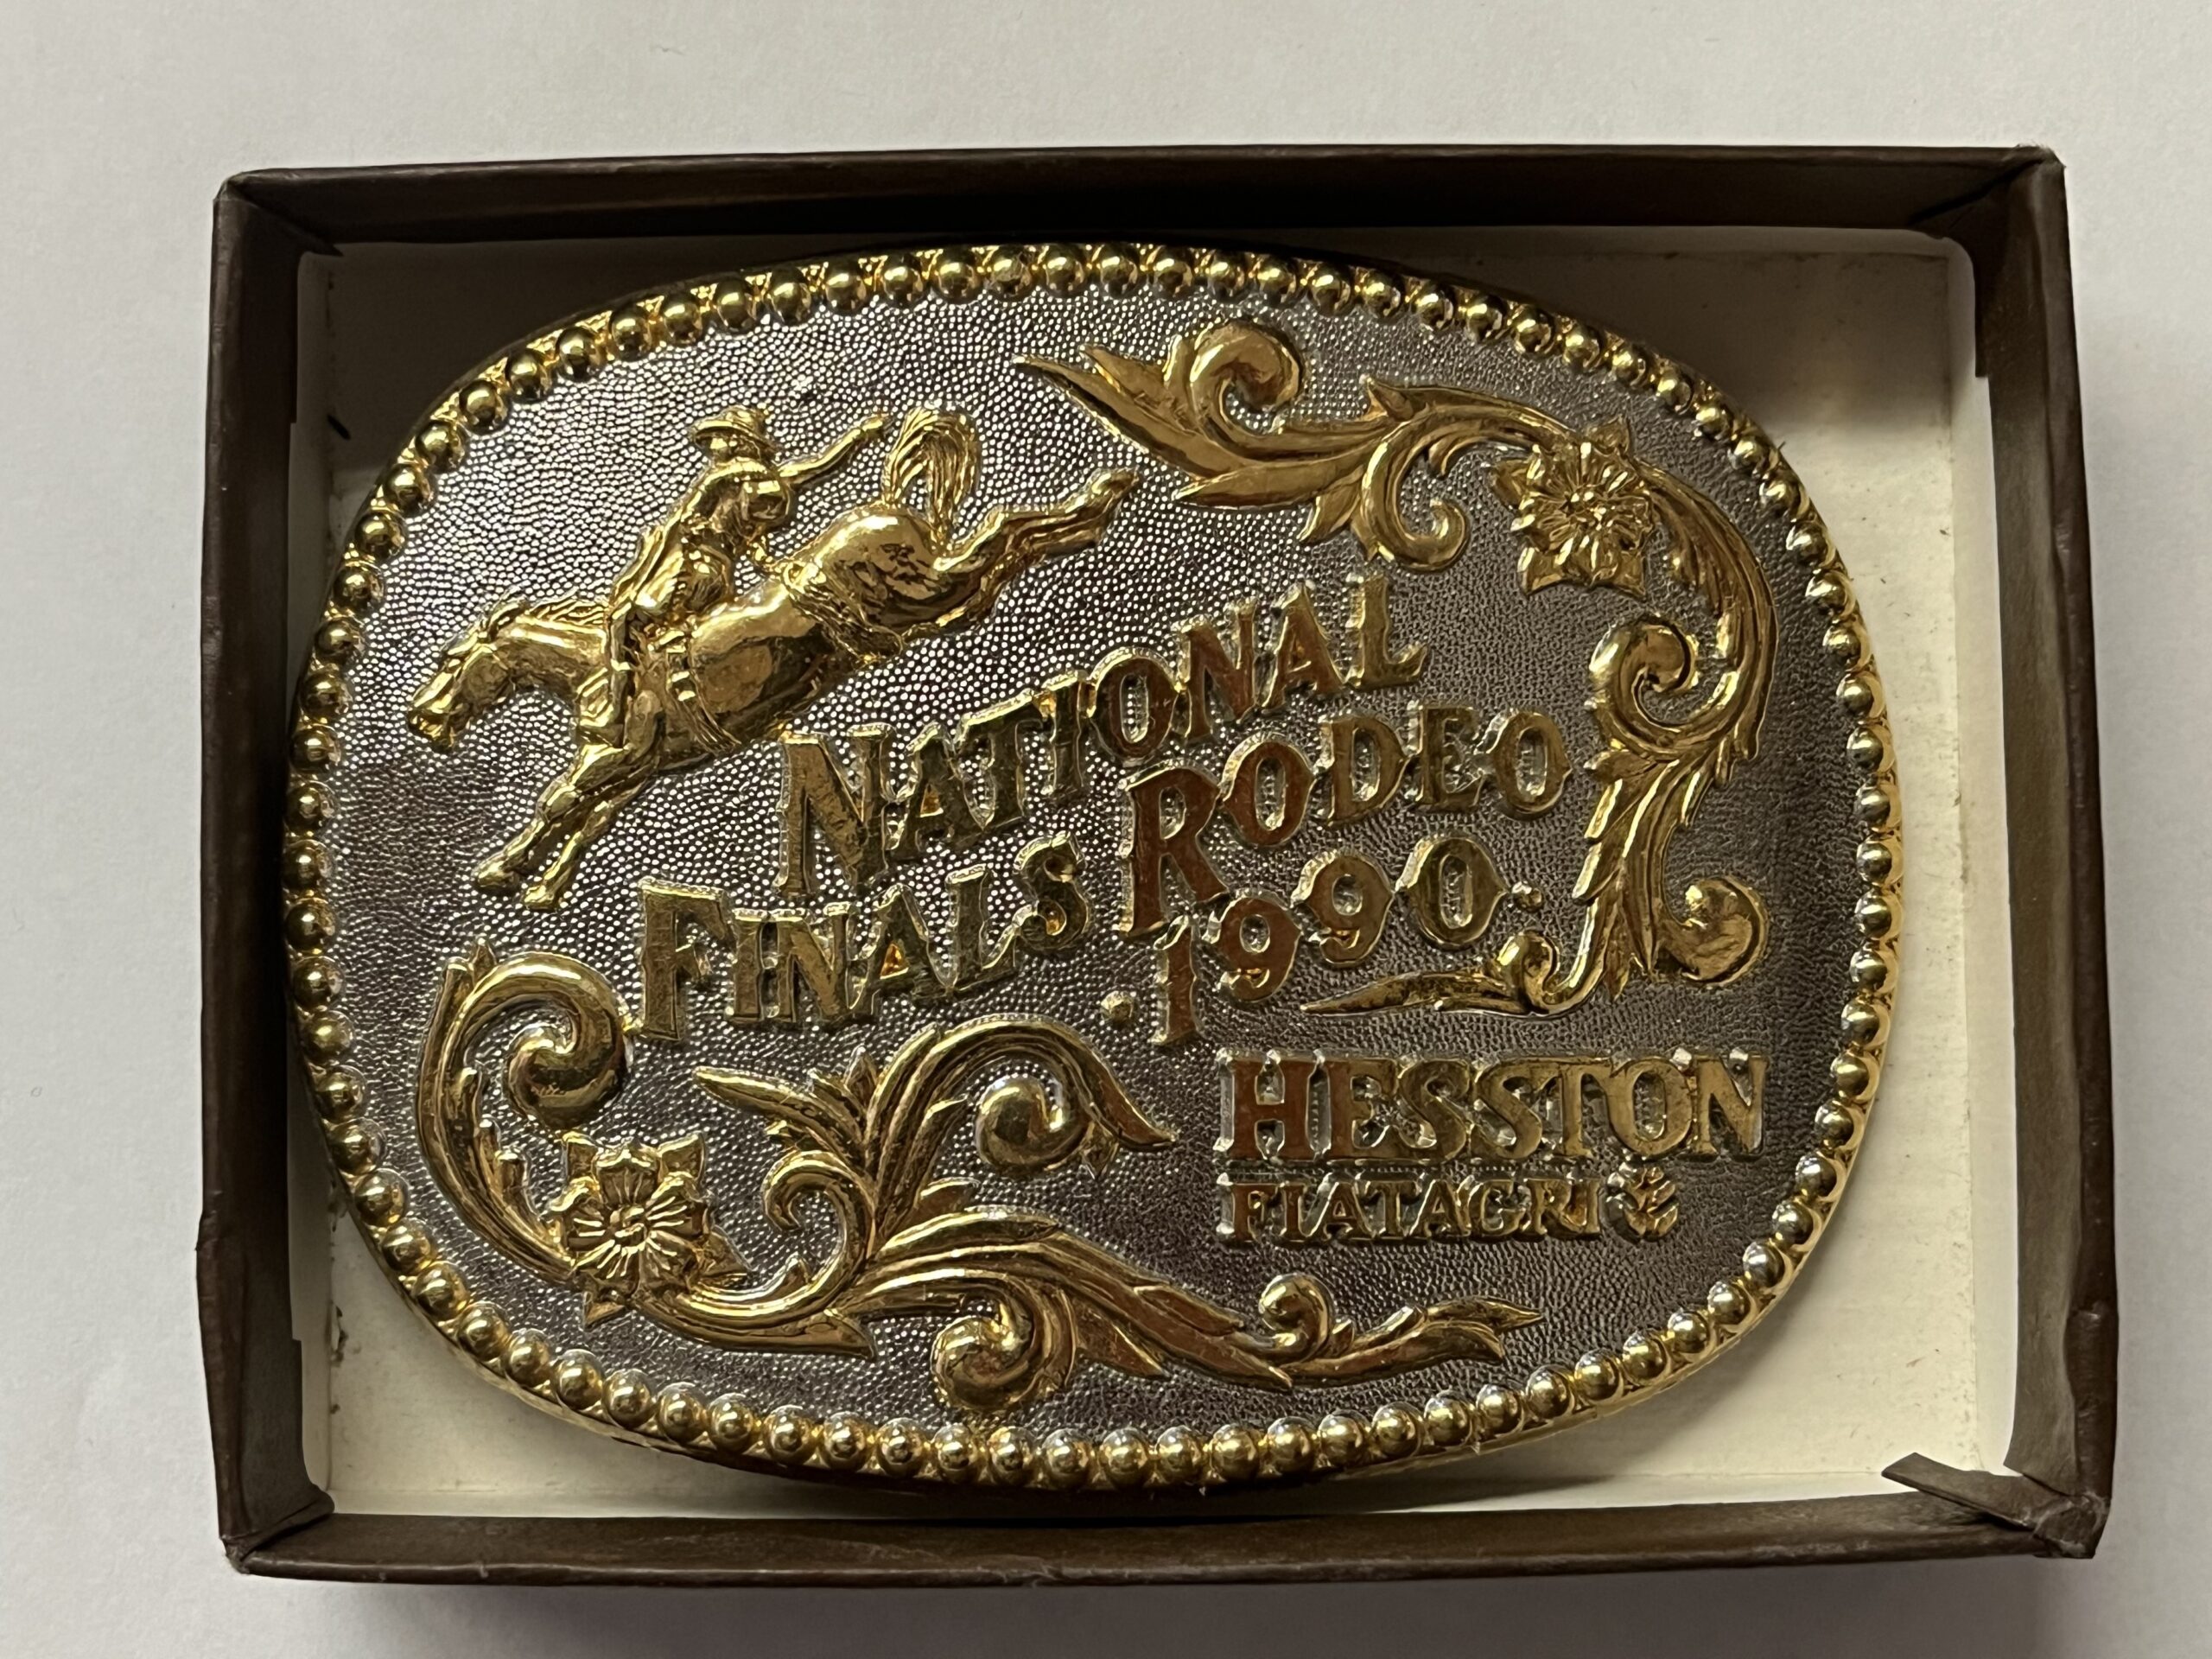 NATIONAL
FINALS RODEO
·1990·
HESSTON
FIATAGRI